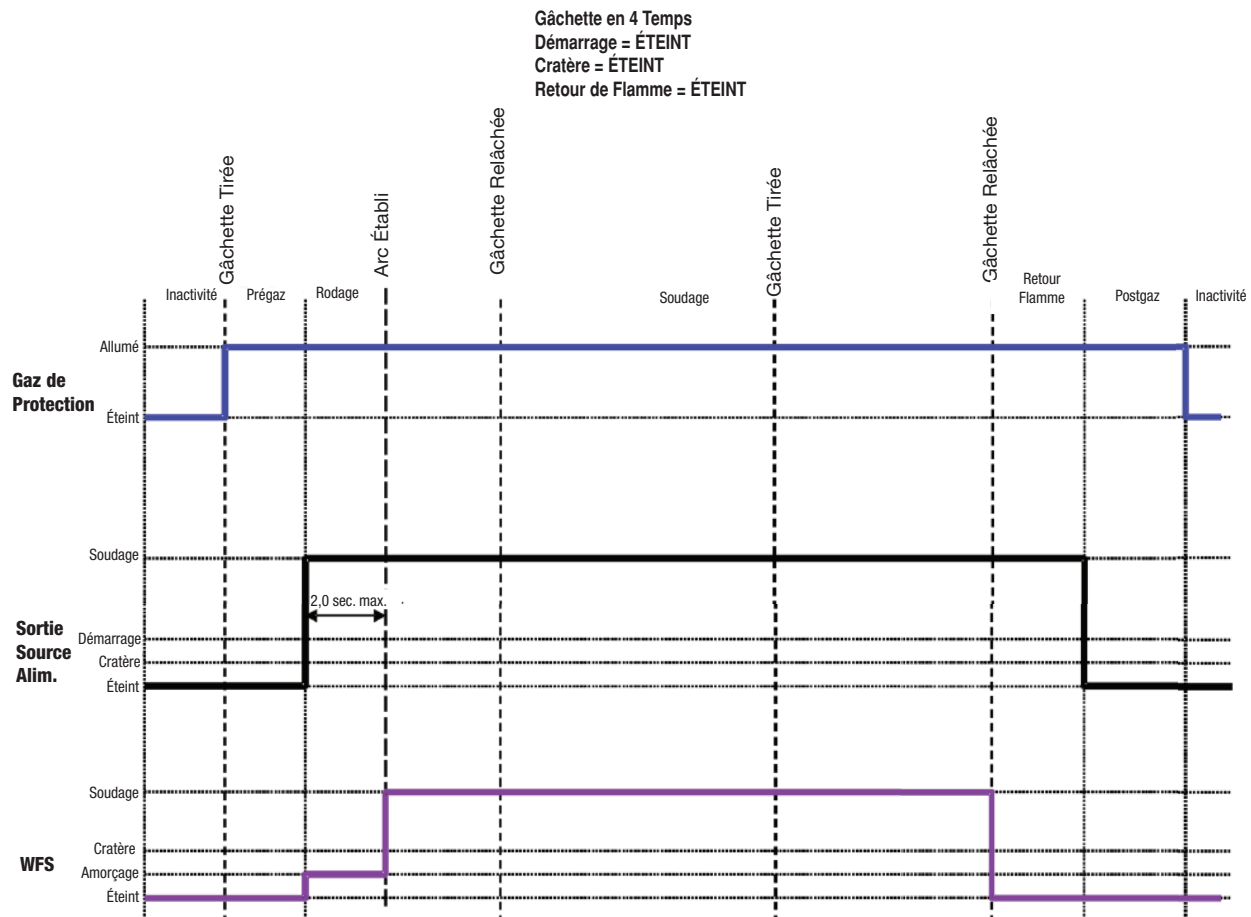 Gâchette en 4 Temps
Démarrage = ÉTEINT
Cratère = ÉTEINT
Retour de Flamme = ÉTEINT
Gâchette Tirée
Arc Établi
Gâchette Relâchée
Gâchette Tirée
Gâchette Relâchée
Inactivité
Prégaz
Rodage
Soudage
Retour
Flamme
Postgaz
Inactivité
Gaz de
Protection
Allumé
Éteint
Sortie
Source
Alim.
Soudage
2,0 sec. max.
Démarrage
Cratère
Éteint
WFS
Soudage
Cratère
Amorçage
Éteint